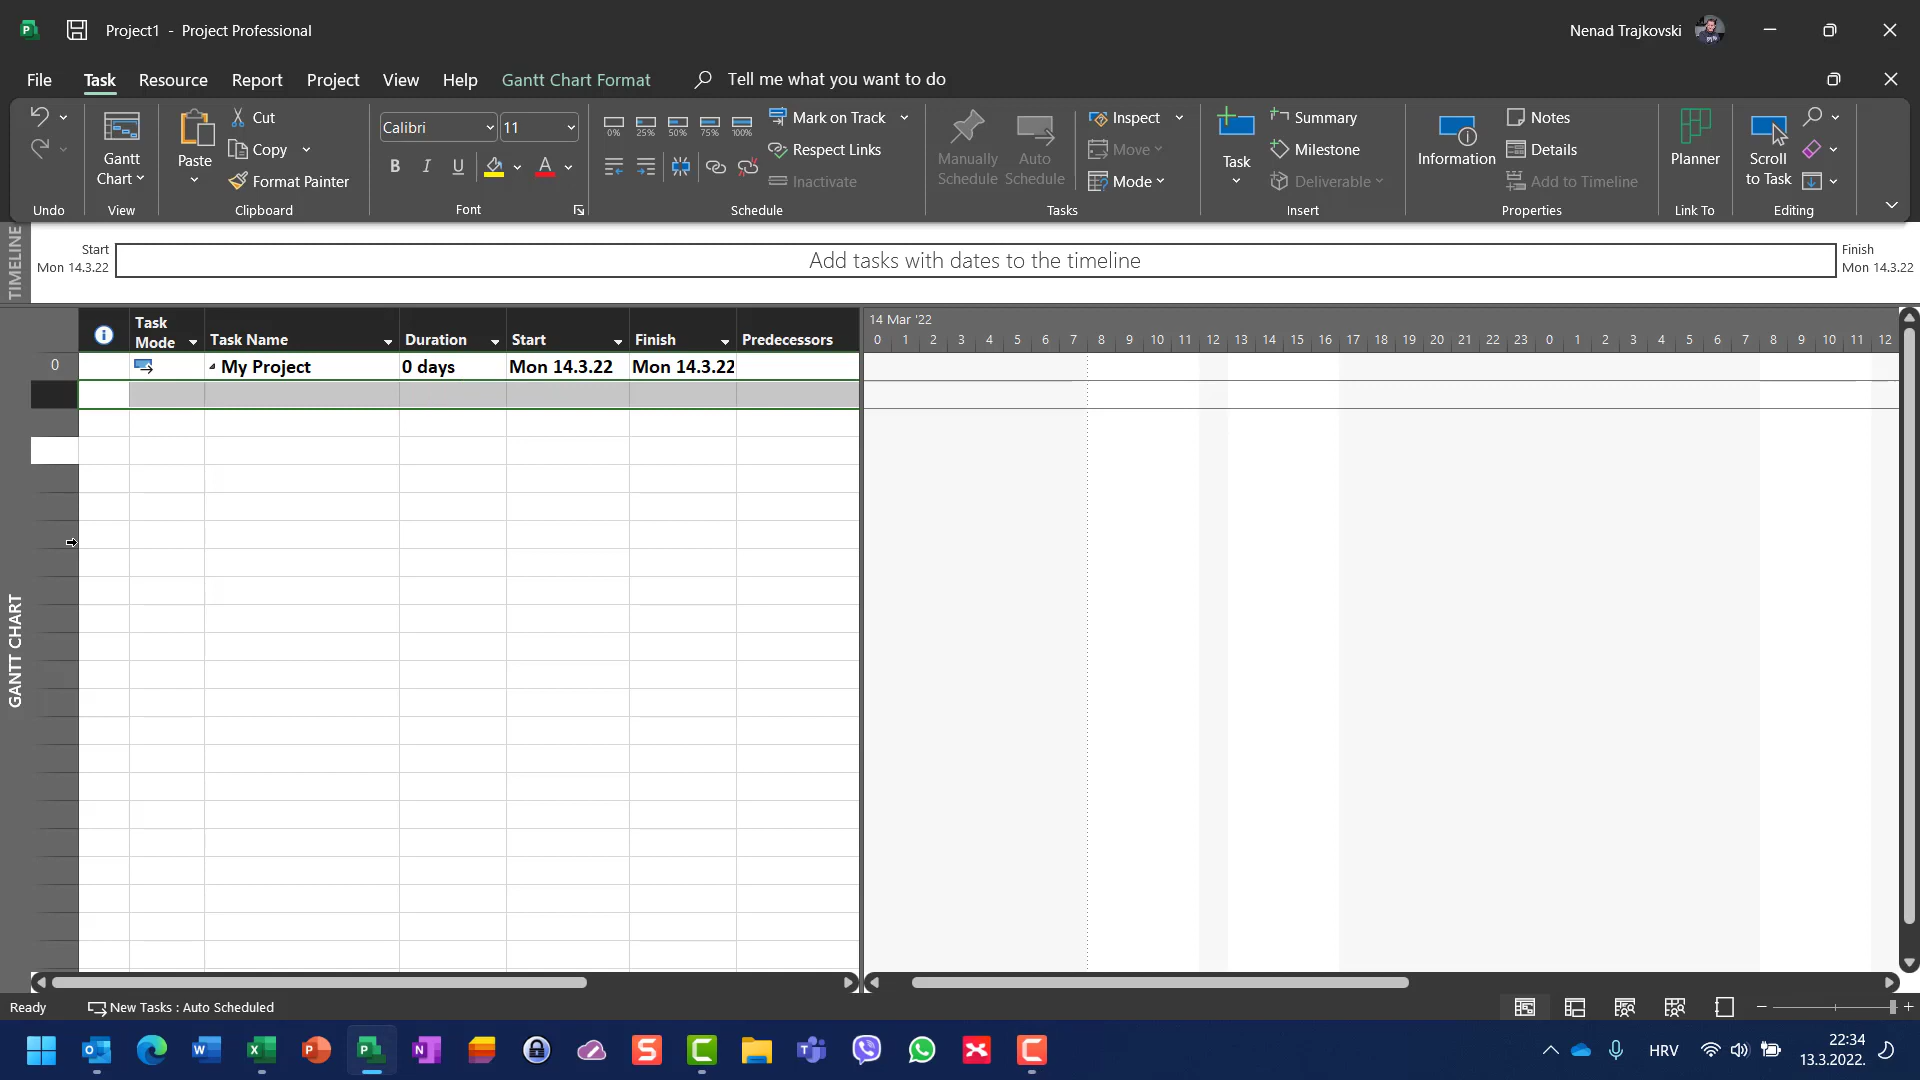 Project1 - Project Professional
Nenad Trajkovski
File Task Resource Report Project View Help Gantt Chart Format Tell me what you want to do
Undo
Gantt
Chart
View
Paste
Cut
Copy
Format Painter
Clipboard
Calibri 11
B I U A
Font
0% 25% 50% 75% 100%
Mark on Track
Respect Links
Inactivate
Schedule
Manually
Schedule
Auto
Schedule
Inspect
Move
Mode
Tasks
Task
Summary
Milestone
Deliverable
Insert
Information
Notes
Details
Add to Timeline
Properties
Planner
Link To
Scroll
to Task
Editing
TIMELINE
Start
Mon 14.3.22
Add tasks with dates to the timeline
Finish
Mon 14.3.22
Task
Mode
Task Name Duration Start Finish Predecessors
14 Mar '22
0 1 2 3 4 5 6 7 8 9 10 11 12 13 14 15 16 17 18 19 20 21 22 23 0 1 2 3 4 5 6 7 8 9 10 11 12
0 My Project 0 days Mon 14.3.22 Mon 14.3.22
GANTT CHART
Ready New Tasks : Auto Scheduled
HRV
22:34
13.3.2022.